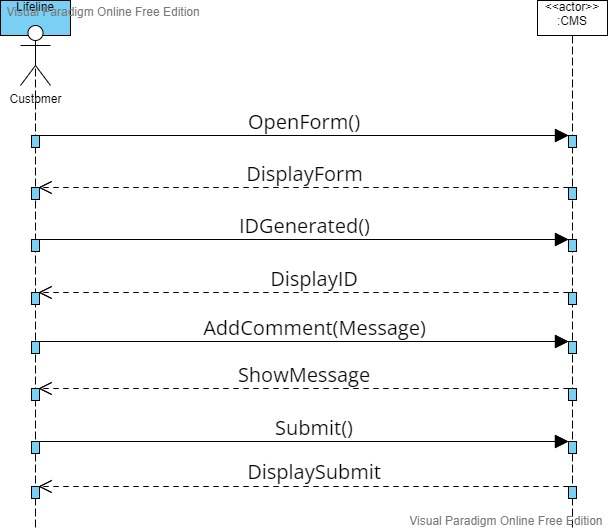 Visual Paradigm Online Free Edition
Lifeline
<<actor>>
:CMS
Customer
OpenForm()
DisplayForm
IDGenerated()
DisplayID
AddComment(Message)
ShowMessage
Submit()
DisplaySubmit
Visual Paradigm Online Free Edition